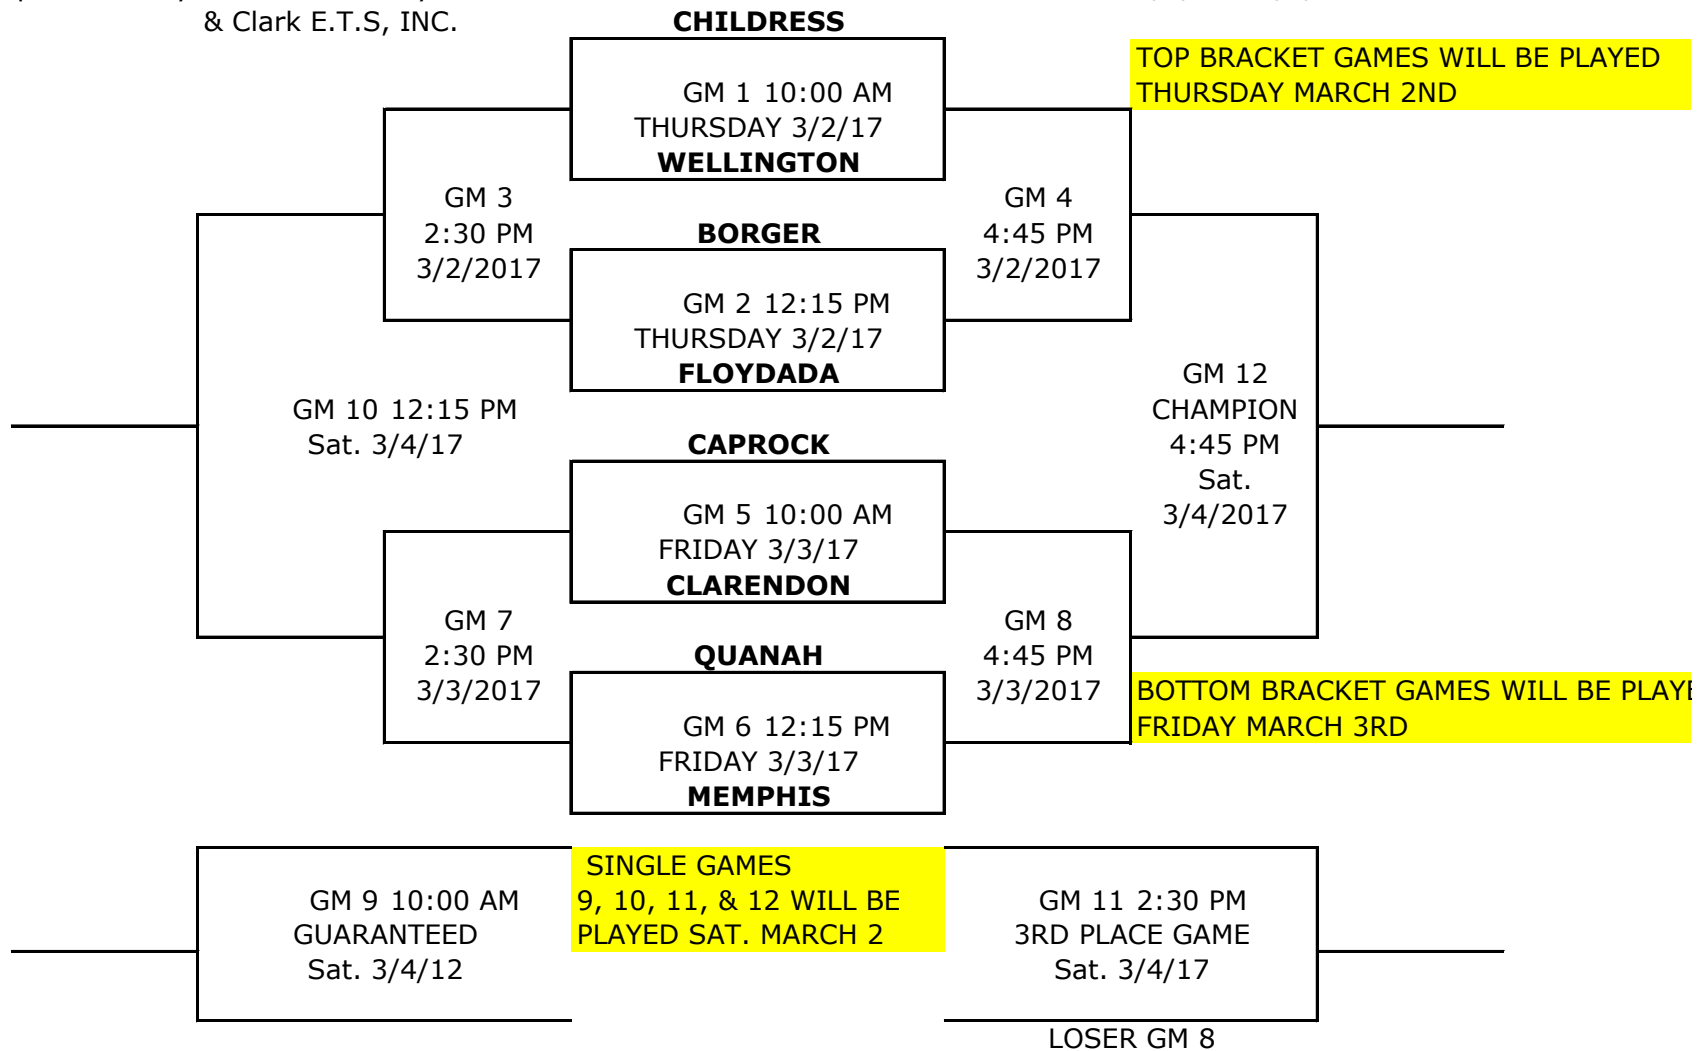 & Clark E.T.S, INC.
CHILDRESS
TOP BRACKET GAMES WILL BE PLAYED
THURSDAY MARCH 2ND
GM 1 10:00 AM
THURSDAY 3/2/17
WELLINGTON
GM 3
2:30 PM
3/2/2017
GM 4
4:45 PM
3/2/2017
BORGER
GM 2 12:15 PM
THURSDAY 3/2/17
FLOYDADA
GM 10 12:15 PM
Sat. 3/4/17
GM 12
CHAMPION
4:45 PM
Sat.
3/4/2017
CAPROCK
GM 5 10:00 AM
FRIDAY 3/3/17
CLARENDON
GM 7
2:30 PM
3/3/2017
GM 8
4:45 PM
3/3/2017
QUANAH
GM 6 12:15 PM
FRIDAY 3/3/17
MEMPHIS
BOTTOM BRACKET GAMES WILL BE PLAYE
FRIDAY MARCH 3RD
GM 9 10:00 AM
GUARANTEED
Sat. 3/4/12
SINGLE GAMES
9, 10, 11, & 12 WILL BE
PLAYED SAT. MARCH 2
GM 11 2:30 PM
3RD PLACE GAME
Sat. 3/4/17
LOSER GM 8